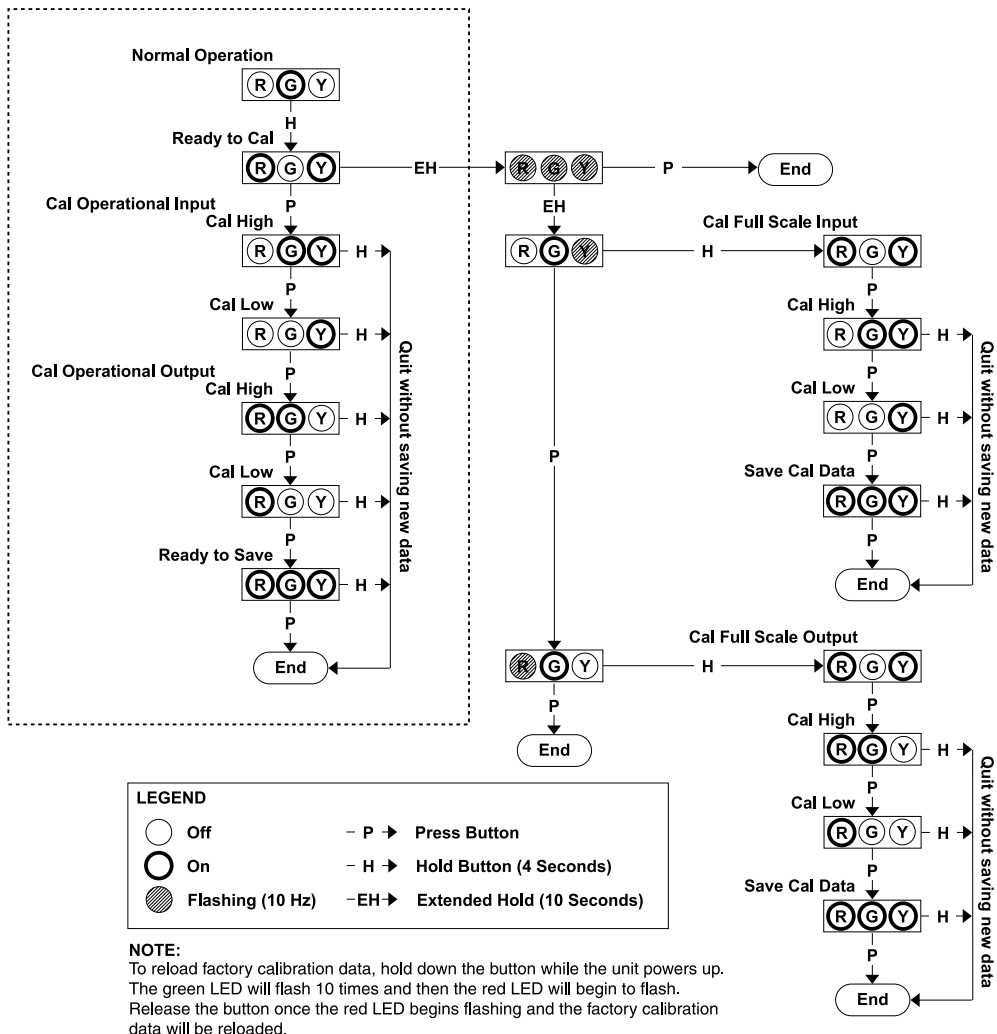 Normal Operation
R G Y
H
Ready to Cal
R G Y
EH
R G Y
P
End
P
EH
Cal Operational Input
Cal High
R G Y
H
P
Cal Low
R G Y
H
P
Cal Operational Output
Cal High
R G Y
H
P
Cal Low
R G Y
H
P
Ready to Save
R G Y
H
P
End
Quit without saving new data
R G Y
H
Cal Full Scale Input
R G Y
P
Cal High
R G Y
H
P
Cal Low
R G Y
H
P
Save Cal Data
R G Y
H
P
End
Quit without saving new data
P
R G Y
P
End
H
Cal Full Scale Output
R G Y
P
Cal High
R G Y
H
P
Cal Low
R G Y
H
P
Save Cal Data
R G Y
H
P
End
Quit without saving new data
LEGEND
Off
On
Flashing (10 Hz)
P Press Button
H Hold Button (4 Seconds)
EH Extended Hold (10 Seconds)
NOTE:
To reload factory calibration data, hold down the button while the unit powers up.
The green LED will flash 10 times and then the red LED will begin to flash.
Release the button once the red LED begins flashing and the factory calibration
data will be reloaded.